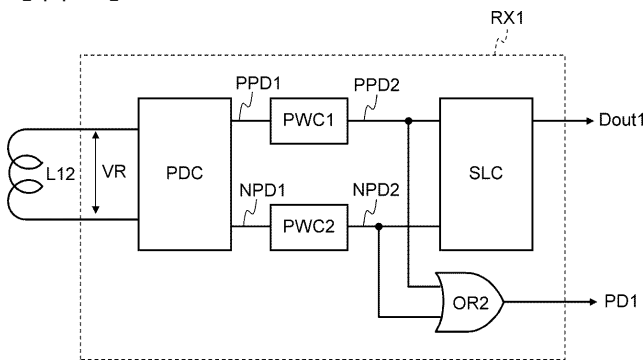 RX1
PPD1
PPD2
PWC1
Dout1
L12
VR
PDC
SLC
NPD1
NPD2
PWC2
OR2
PD1